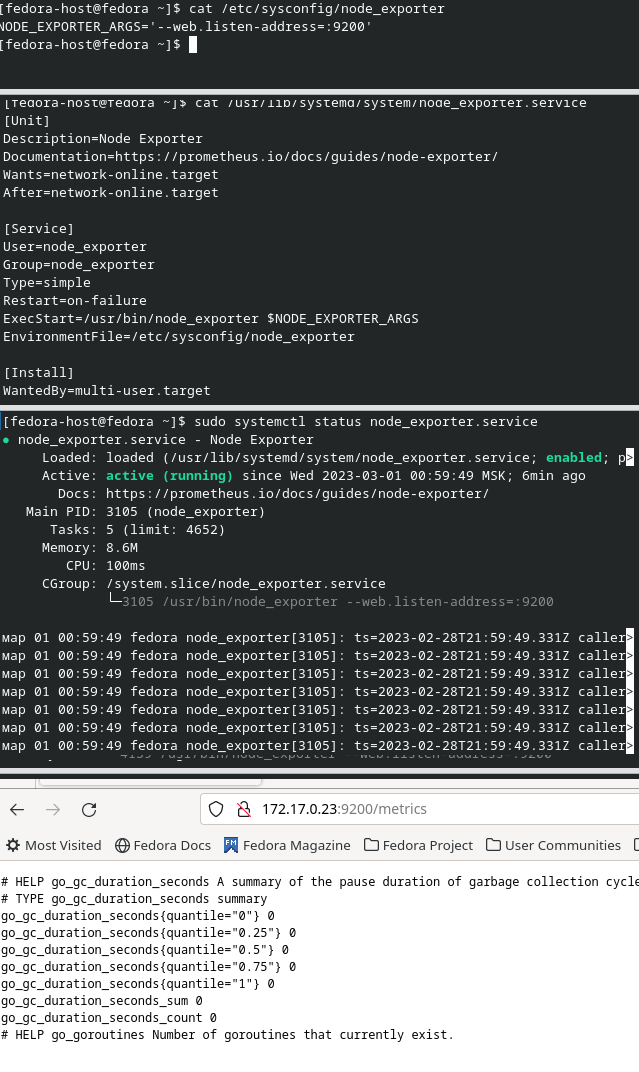 [fedora-host@fedora ~]$ cat /etc/sysconfig/node_exporter
NODE_EXPORTER_ARGS='--web.listen-address=:9200'
[fedora-host@fedora ~]$
[fedora-host@fedora ~]$ cat /usr/lib/systemd/system/node_exporter.service
[Unit]
Description=Node Exporter
Documentation=https://prometheus.io/docs/guides/node-exporter/
Wants=network-online.target
After=network-online.target
[Service]
User=node_exporter
Group=node_exporter
Type=simple
Restart=on-failure
ExecStart=/usr/bin/node_exporter $NODE_EXPORTER_ARGS
EnvironmentFile=/etc/sysconfig/node_exporter
[Install]
WantedBy=multi-user.target
[fedora-host@fedora ~]$ sudo systemctl status node_exporter.service
● node_exporter.service - Node Exporter
Loaded: loaded (/usr/lib/systemd/system/node_exporter.service; enabled; p>
Active: active (running) since Wed 2023-03-01 00:59:49 MSK; 6min ago
Docs: https://prometheus.io/docs/guides/node-exporter/
Main PID: 3105 (node_exporter)
Tasks: 5 (limit: 4652)
Memory: 8.6M
CPU: 100ms
CGroup: /system.slice/node_exporter.service
└─3105 /usr/bin/node_exporter --web.listen-address=:9200
мар 01 00:59:49 fedora node_exporter[3105]: ts=2023-02-28T21:59:49.331Z caller>
мар 01 00:59:49 fedora node_exporter[3105]: ts=2023-02-28T21:59:49.331Z caller>
мар 01 00:59:49 fedora node_exporter[3105]: ts=2023-02-28T21:59:49.331Z caller>
мар 01 00:59:49 fedora node_exporter[3105]: ts=2023-02-28T21:59:49.331Z caller>
мар 01 00:59:49 fedora node_exporter[3105]: ts=2023-02-28T21:59:49.331Z caller>
мар 01 00:59:49 fedora node_exporter[3105]: ts=2023-02-28T21:59:49.331Z caller>
мар 01 00:59:49 fedora node_exporter[3105]: ts=2023-02-28T21:59:49.331Z caller>
172.17.0.23:9200/metrics
Most Visited Fedora Docs Fedora Magazine Fedora Project User Communities
# HELP go_gc_duration_seconds A summary of the pause duration of garbage collection cycle
# TYPE go_gc_duration_seconds summary
go_gc_duration_seconds{quantile="0"} 0
go_gc_duration_seconds{quantile="0.25"} 0
go_gc_duration_seconds{quantile="0.5"} 0
go_gc_duration_seconds{quantile="0.75"} 0
go_gc_duration_seconds{quantile="1"} 0
go_gc_duration_seconds_sum 0
go_gc_duration_seconds_count 0
# HELP go_goroutines Number of goroutines that currently exist.